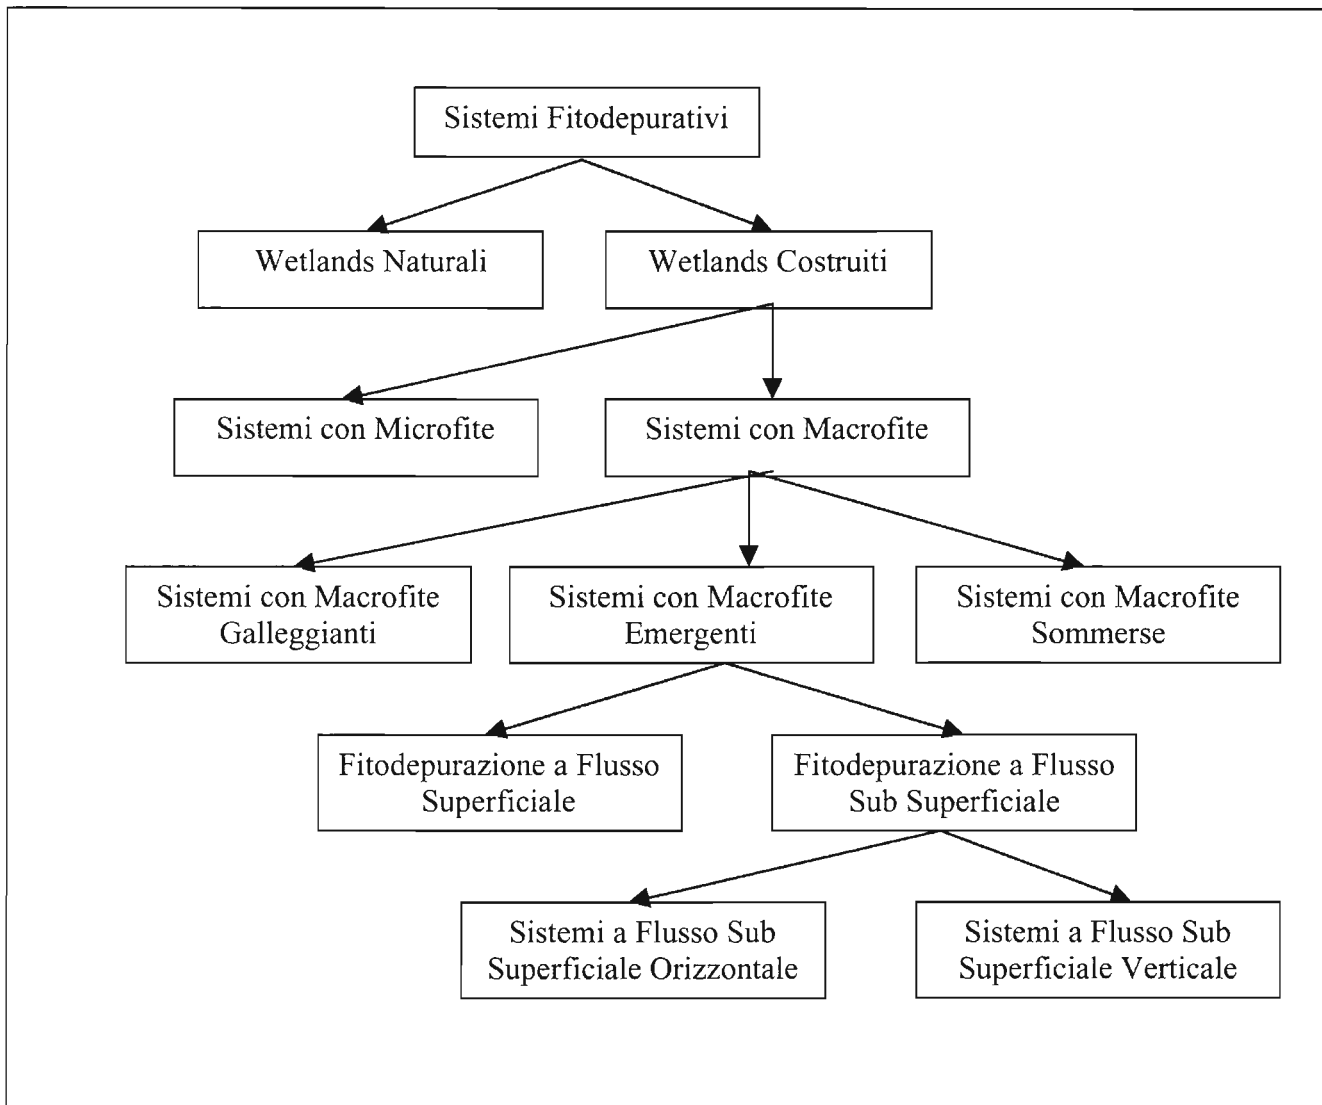 Sistemi Fitodepurativi
Wetlands Naturali
Wetlands Costruiti
Sistemi con Microfite
Sistemi con Macrofite
Sistemi con Macrofite
Galleggianti
Sistemi con Macrofite
Emergenti
Sistemi con Macrofite
Sommerse
Fitodepurazione a Flusso
Superficiale
Fitodepurazione a Flusso
Sub Superficiale
Sistemi a Flusso Sub
Superficiale Orizzontale
Sistemi a Flusso Sub
Superficiale Verticale